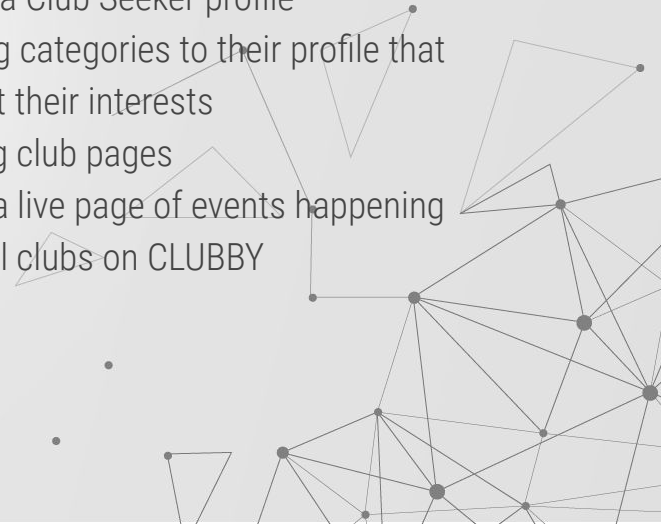 a Club Seeker profile
g categories to their profile that
t their interests
g club pages
a live page of events happening
l clubs on CLUBBY